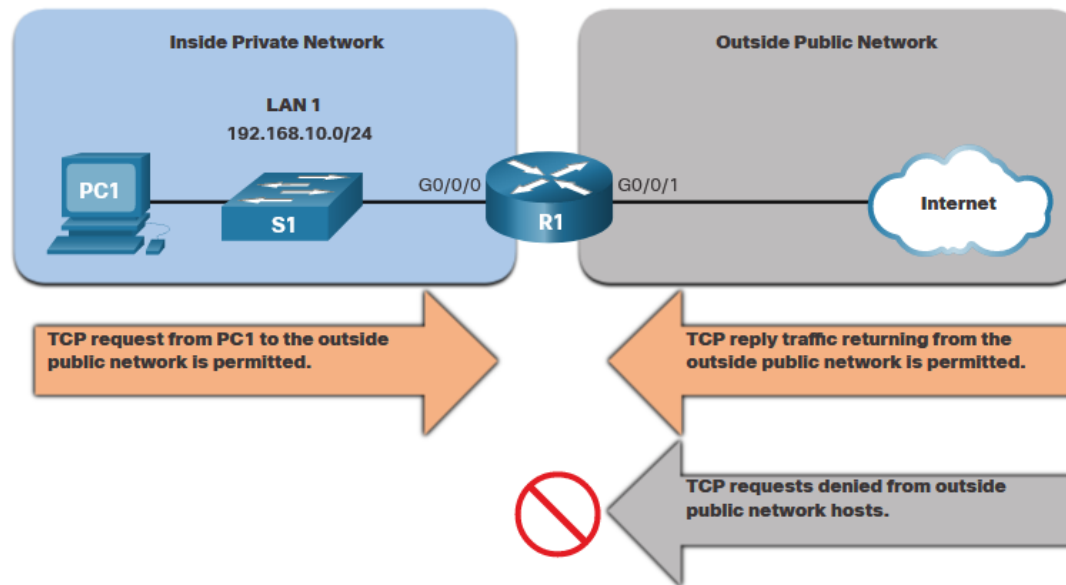 Inside Private Network
Outside Public Network
LAN 1
192.168.10.0/24
PC1
S1
G0/0/0
R1
G0/0/1
Internet
TCP request from PC1 to the outside
public network is permitted.
TCP reply traffic returning from the
outside public network is permitted.
TCP requests denied from outside
public network hosts.